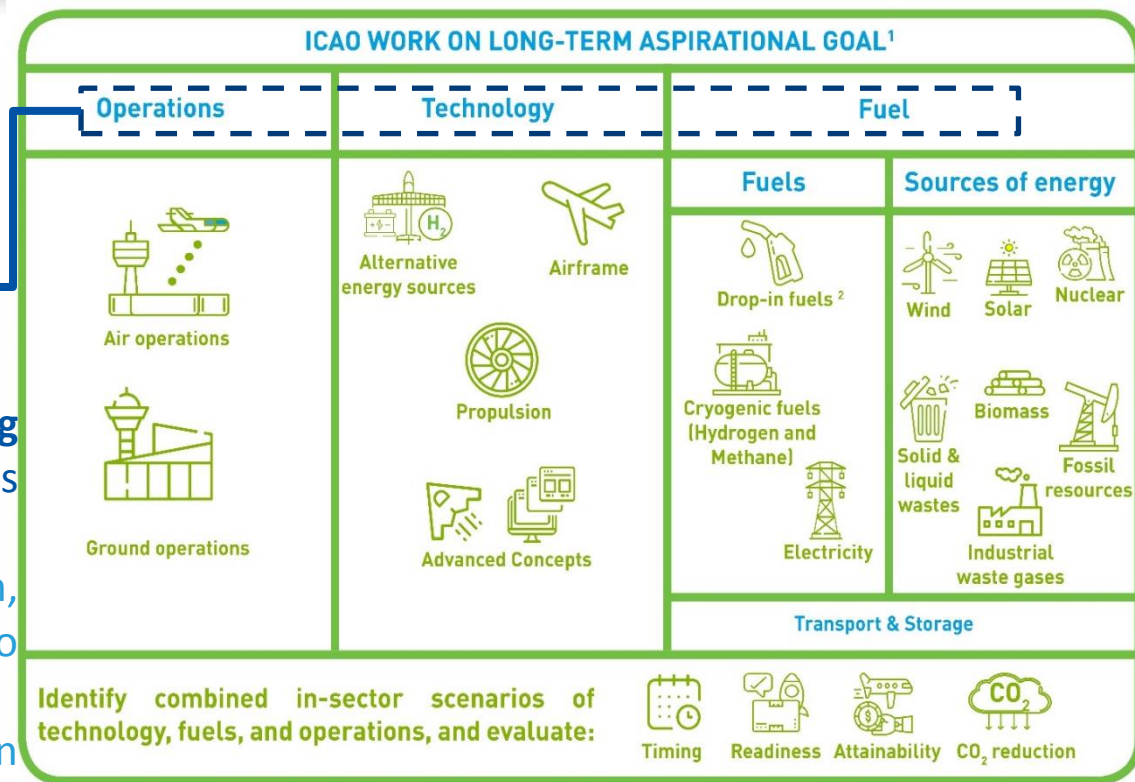 ICAO WORK ON LONG-TERM ASPIRATIONAL GOAL¹
Operations
Technology
Fuel
Air operations
Ground operations
H₂
Alternative
energy sources
Airframe
Propulsion
Advanced Concepts
Fuels
Drop-in fuels ²
Cryogenic fuels
(Hydrogen and
Methane)
Electricity
Sources of energy
Wind
Solar
Nuclear
Solid &
liquid
wastes
Biomass
Fossil
resources
Industrial
waste gases
Transport & Storage
Identify combined in-sector scenarios of
technology, fuels, and operations, and evaluate:
Timing
Readiness
Attainability
CO₂
CO₂ reduction